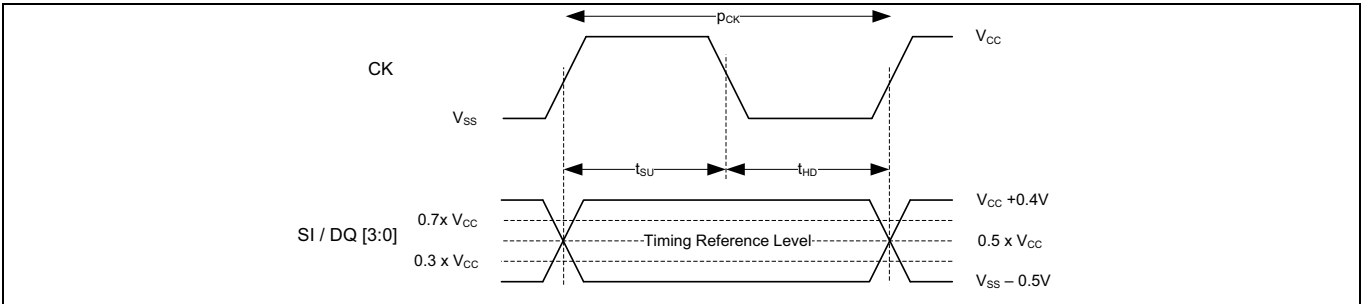 pCK
VCC
CK
VSS
tSU
tHD
VCC +0.4V
0.7x VCC
SI / DQ [3:0]
Timing Reference Level
0.5 x VCC
0.3 x VCC
VSS – 0.5V